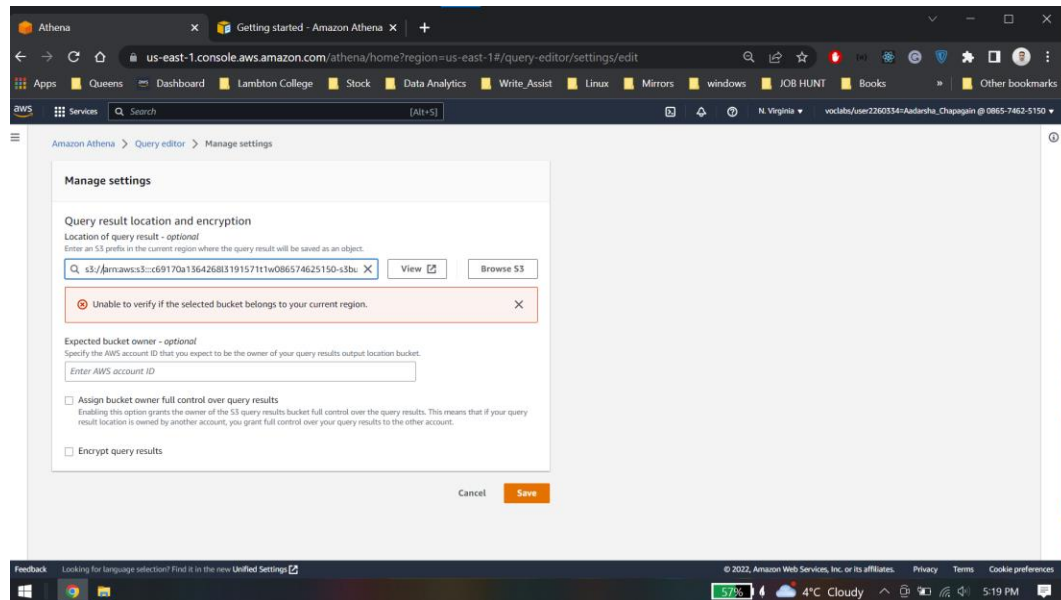 Athena
Getting started - Amazon Athena
us-east-1.console.aws.amazon.com/athena/home?region=us-east-1#/query-editor/settings/edit
Apps Queens Dashboard Lambton College Stock Data Analytics Write_Assist Linux Mirrors windows JOB HUNT Books » Other bookmarks
aws Services Search [Alt+S] N. Virginia voclabs/user2260334=Aadarsha_Chapagain @ 0865-7462-5150
Amazon Athena > Query editor > Manage settings
Manage settings
Query result location and encryption
Location of query result - optional
Enter an S3 prefix in the current region where the query result will be saved as an object.
s3://arn:aws:s3:::c69170a1364268l3191571t1w086574625150-s3bu View Browse S3
Unable to verify if the selected bucket belongs to your current region.
Expected bucket owner - optional
Specify the AWS account ID that you expect to be the owner of your query results output location bucket.
Enter AWS account ID
Assign bucket owner full control over query results
Enabling this option grants the owner of the S3 query results bucket full control over the query results. This means that if your query
result location is owned by another account, you grant full control over your query results to the other account.
Encrypt query results
Cancel Save
Feedback Looking for language selection? Find it in the new Unified Settings © 2022, Amazon Web Services, Inc. or its affiliates. Privacy Terms Cookie preferences
57% 4°C Cloudy 5:19 PM